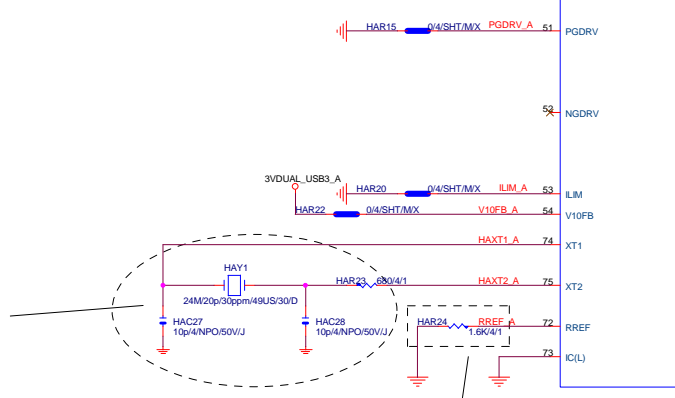 HAR15 0/4/SHT/M/X PGDRV_A 51 PGDRV
52 NGDRV
3VDUAL_USB3_A
HAR20 0/4/SHT/M/X ILIM_A 53 ILIM
HAR22 0/4/SHT/M/X V10FB_A 54 V10FB
HAXT1_A 74 XT1
HAY1
HAR23 680/4/1 HAXT2_A 75 XT2
24M/20p/30ppm/49US/30/D
HAC27 HAC28 HAR24 RREF_A 72 RREF
10p/4/NPO/50V/J 10p/4/NPO/50V/J 1.6K/4/1
73 IC(L)